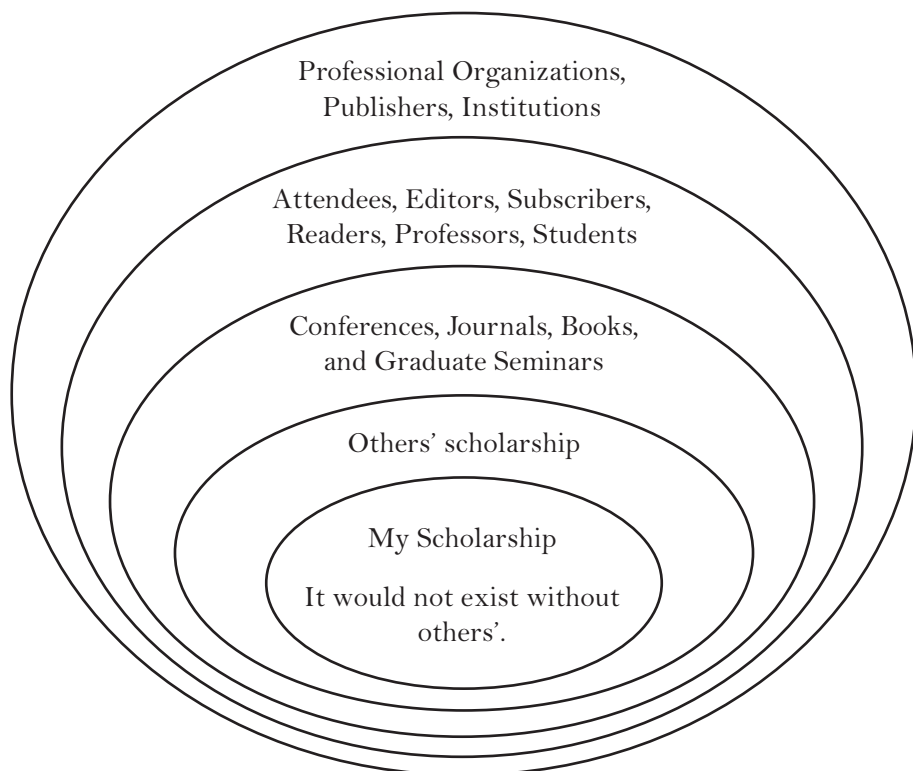 Professional Organizations,
Publishers, Institutions
Attendees, Editors, Subscribers,
Readers, Professors, Students
Conferences, Journals, Books,
and Graduate Seminars
Others’ scholarship
My Scholarship
It would not exist without
others’.